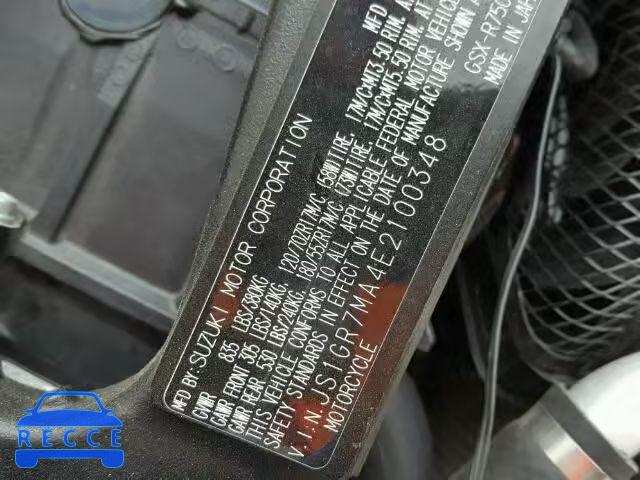 MFD BY:SUZUKI MOTOR CORPORATION
GVWR 835 LBS/380KG
GAWR FRONT 305 LBS/140KG, 120/70ZR17M/C 58W TIRE, 17M/C×MT3.50 RIM, AT
GAWR REAR 530 LBS/240KG, 180/55ZR17M/C 73W TIRE, 17M/C×MT5.50 RIM, AT
THIS VEHICLE CONFORMS TO ALL APPLICABLE FEDERAL MOTOR VEHICLE
SAFETY STANDARDS IN EFFECT ON THE DATE OF MANUFACTURE SHOWN
V.I.N. JS1GR7MA4E2100348
MOTORCYCLE
MFD
GSX-R750
MADE IN JAP
RECCE